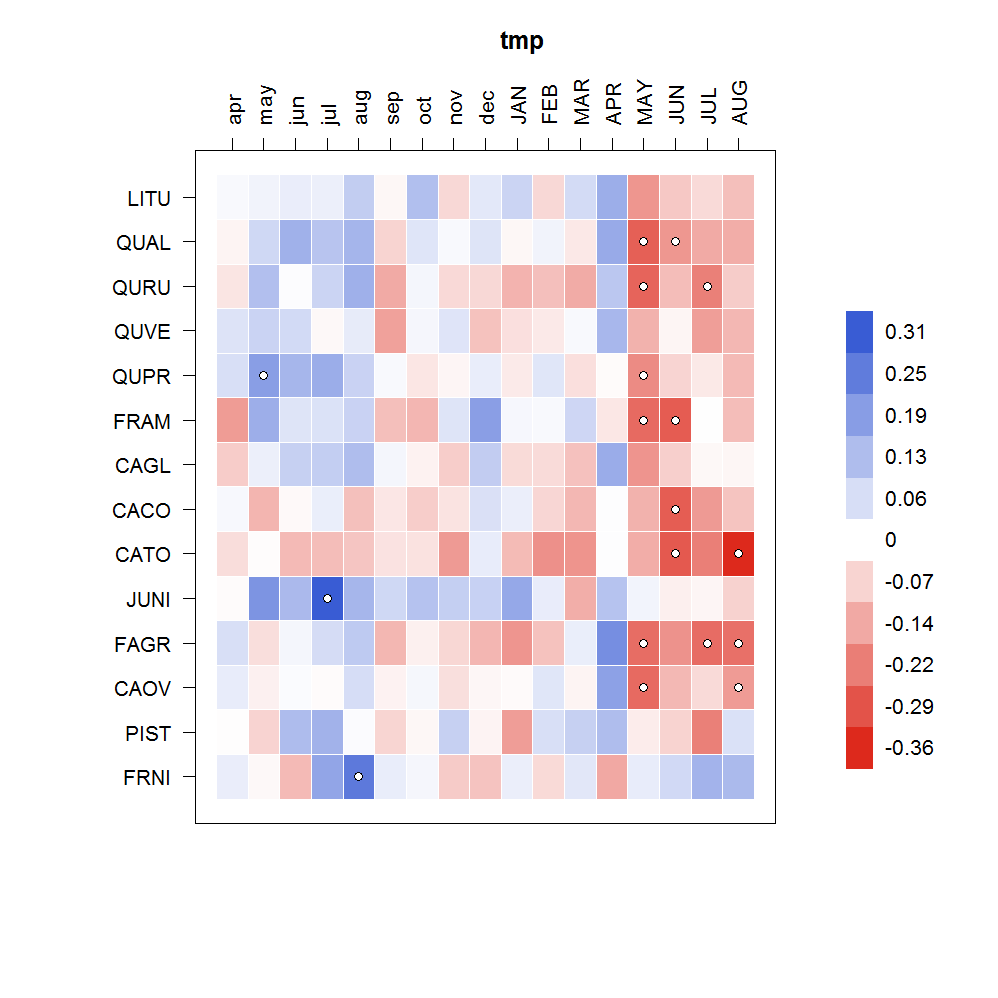 tmp
apr may jun jul aug sep oct nov dec JAN FEB MAR APR MAY JUN JUL AUG
LITU
QUAL
QURU
QUVE
QUPR
FRAM
CAGL
CACO
CATO
JUNI
FAGR
CAOV
PIST
FRNI
0.31
0.25
0.19
0.13
0.06
0
-0.07
-0.14
-0.22
-0.29
-0.36